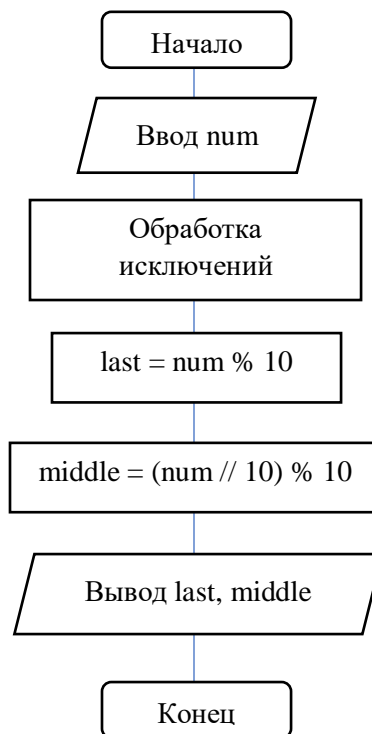 Начало
Ввод num
Обработка
исключений
last = num % 10
middle = (num // 10) % 10
Вывод last, middle
Конец